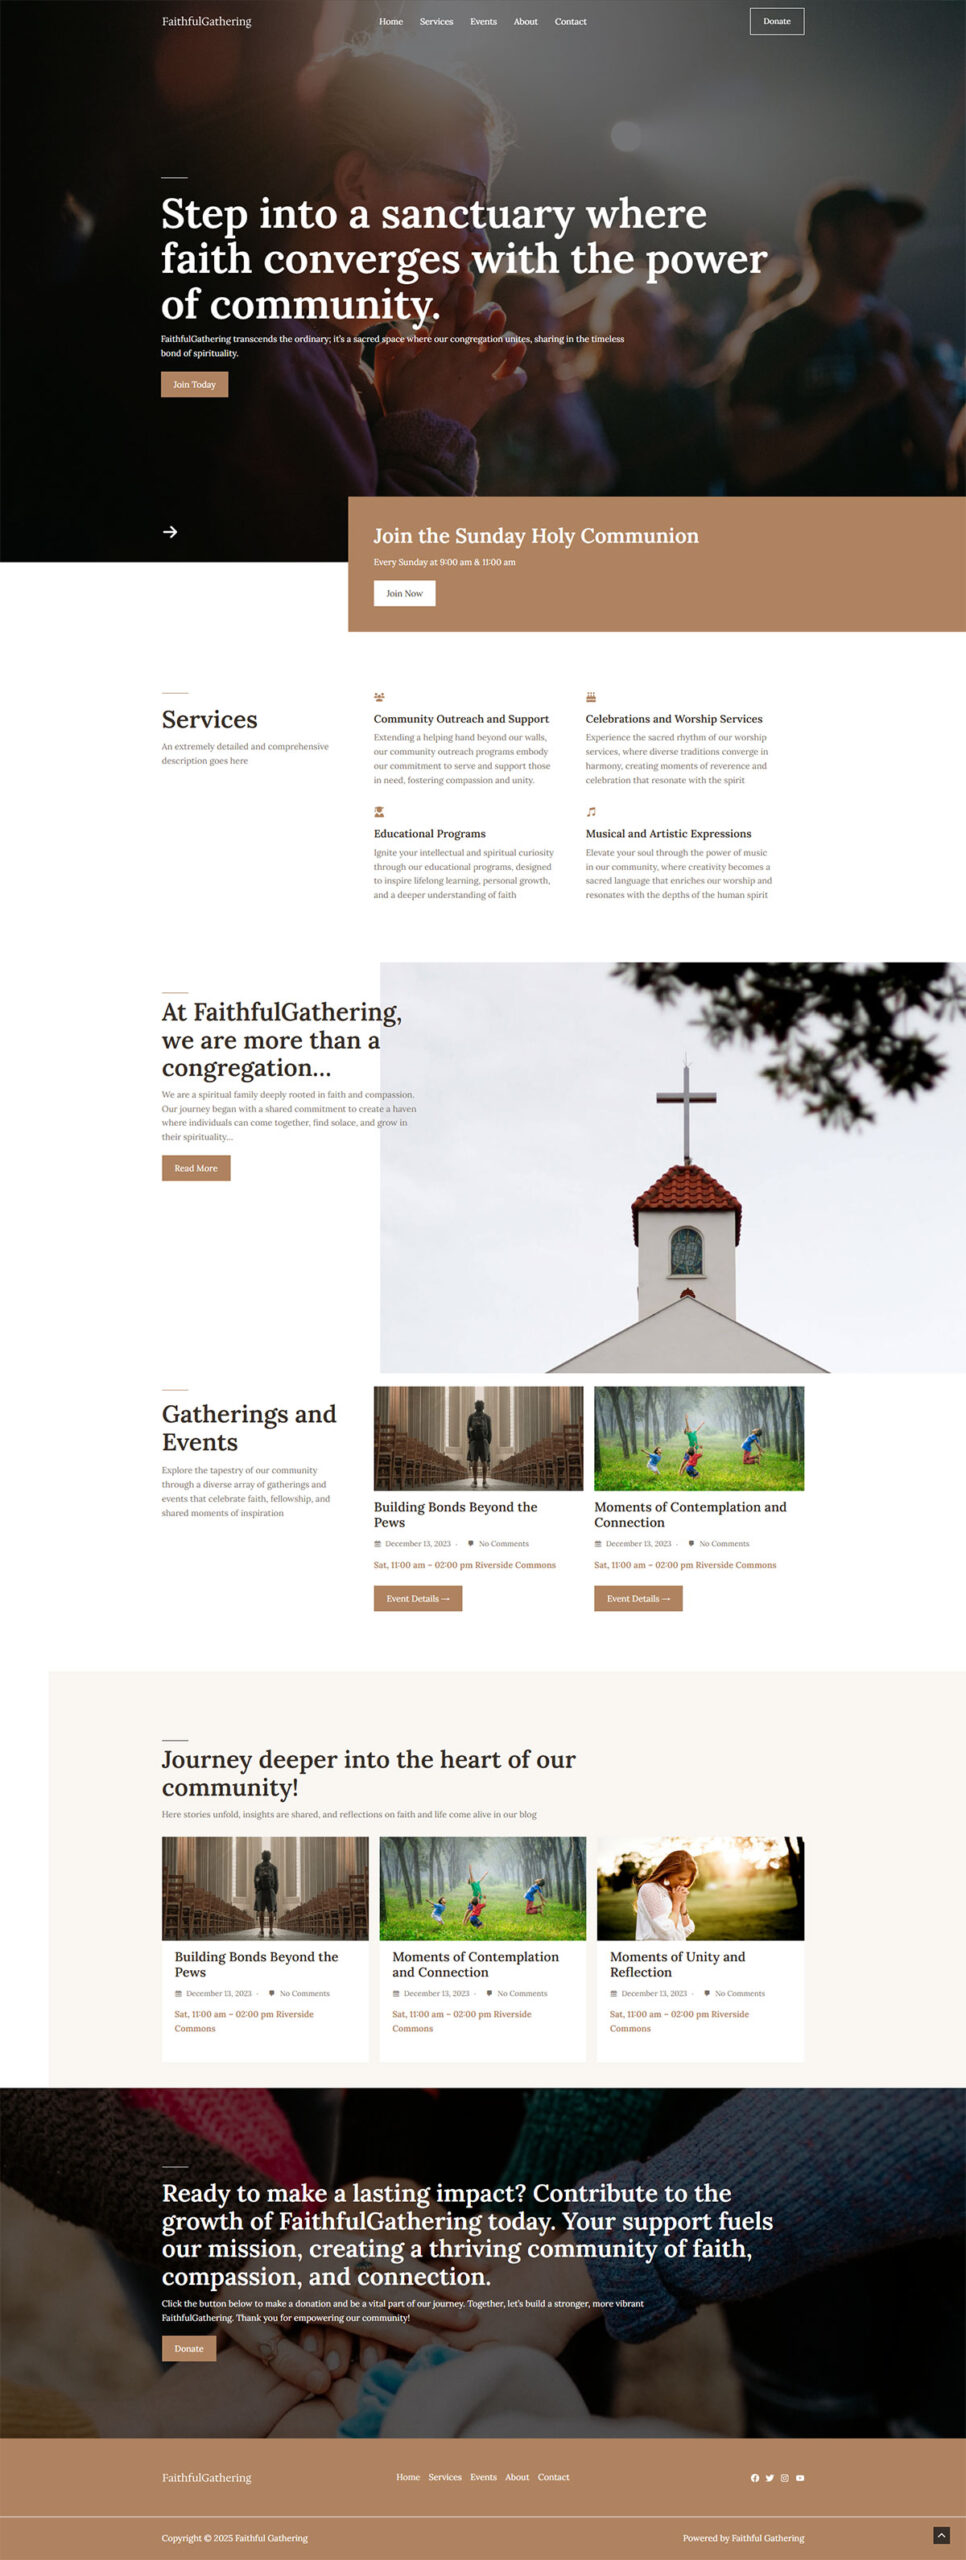 FaithfulGathering
Home Services Events About Contact
Donate
Step into a sanctuary where
faith converges with the power
of community.
FaithfulGathering transcends the ordinary; it's a sacred space where our congregation unites, sharing in the timeless
bond of spirituality.
Join Today
Join the Sunday Holy Communion
Every Sunday at 9:00 am & 11:00 am
Join Now
Services
An extremely detailed and comprehensive
description goes here
Community Outreach and Support
Extending a helping hand beyond our walls,
our community outreach programs embody
our commitment to serve and support those
in need, fostering compassion and unity.
Celebrations and Worship Services
Experience the sacred rhythm of our worship
services, where diverse traditions converge in
harmony, creating moments of reverence and
celebration that resonate with the spirit
Educational Programs
Ignite your intellectual and spiritual curiosity
through our educational programs, designed
to inspire lifelong learning, personal growth,
and a deeper understanding of faith
Musical and Artistic Expressions
Elevate your soul through the power of music
in our community, where creativity becomes a
sacred language that enriches our worship and
resonates with the depths of the human spirit
At FaithfulGathering,
we are more than a
congregation...
We are a spiritual family deeply rooted in faith and compassion.
Our journey began with a shared commitment to create a haven
where individuals can come together, find solace, and grow in
their spirituality...
Read More
Gatherings and
Events
Explore the tapestry of our community
through a diverse array of gatherings and
events that celebrate faith, fellowship, and
shared moments of inspiration
Building Bonds Beyond the
Pews
December 13, 2023 · No Comments
Sat, 11:00 am – 02:00 pm Riverside Commons
Event Details →
Moments of Contemplation and
Connection
December 13, 2023 · No Comments
Sat, 11:00 am – 02:00 pm Riverside Commons
Event Details →
Journey deeper into the heart of our
community!
Here stories unfold, insights are shared, and reflections on faith and life come alive in our blog
Building Bonds Beyond the
Pews
December 13, 2023 · No Comments
Sat, 11:00 am – 02:00 pm Riverside
Commons
Moments of Contemplation
and Connection
December 13, 2023 · No Comments
Sat, 11:00 am – 02:00 pm Riverside
Commons
Moments of Unity and
Reflection
December 13, 2023 · No Comments
Sat, 11:00 am – 02:00 pm Riverside
Commons
Ready to make a lasting impact? Contribute to the
growth of FaithfulGathering today. Your support fuels
our mission, creating a thriving community of faith,
compassion, and connection.
Click the button below to make a donation and be a vital part of our journey. Together, let's build a stronger, more vibrant
FaithfulGathering. Thank you for empowering our community!
Donate
FaithfulGathering
Home Services Events About Contact
Copyright © 2025 Faithful Gathering
Powered by Faithful Gathering